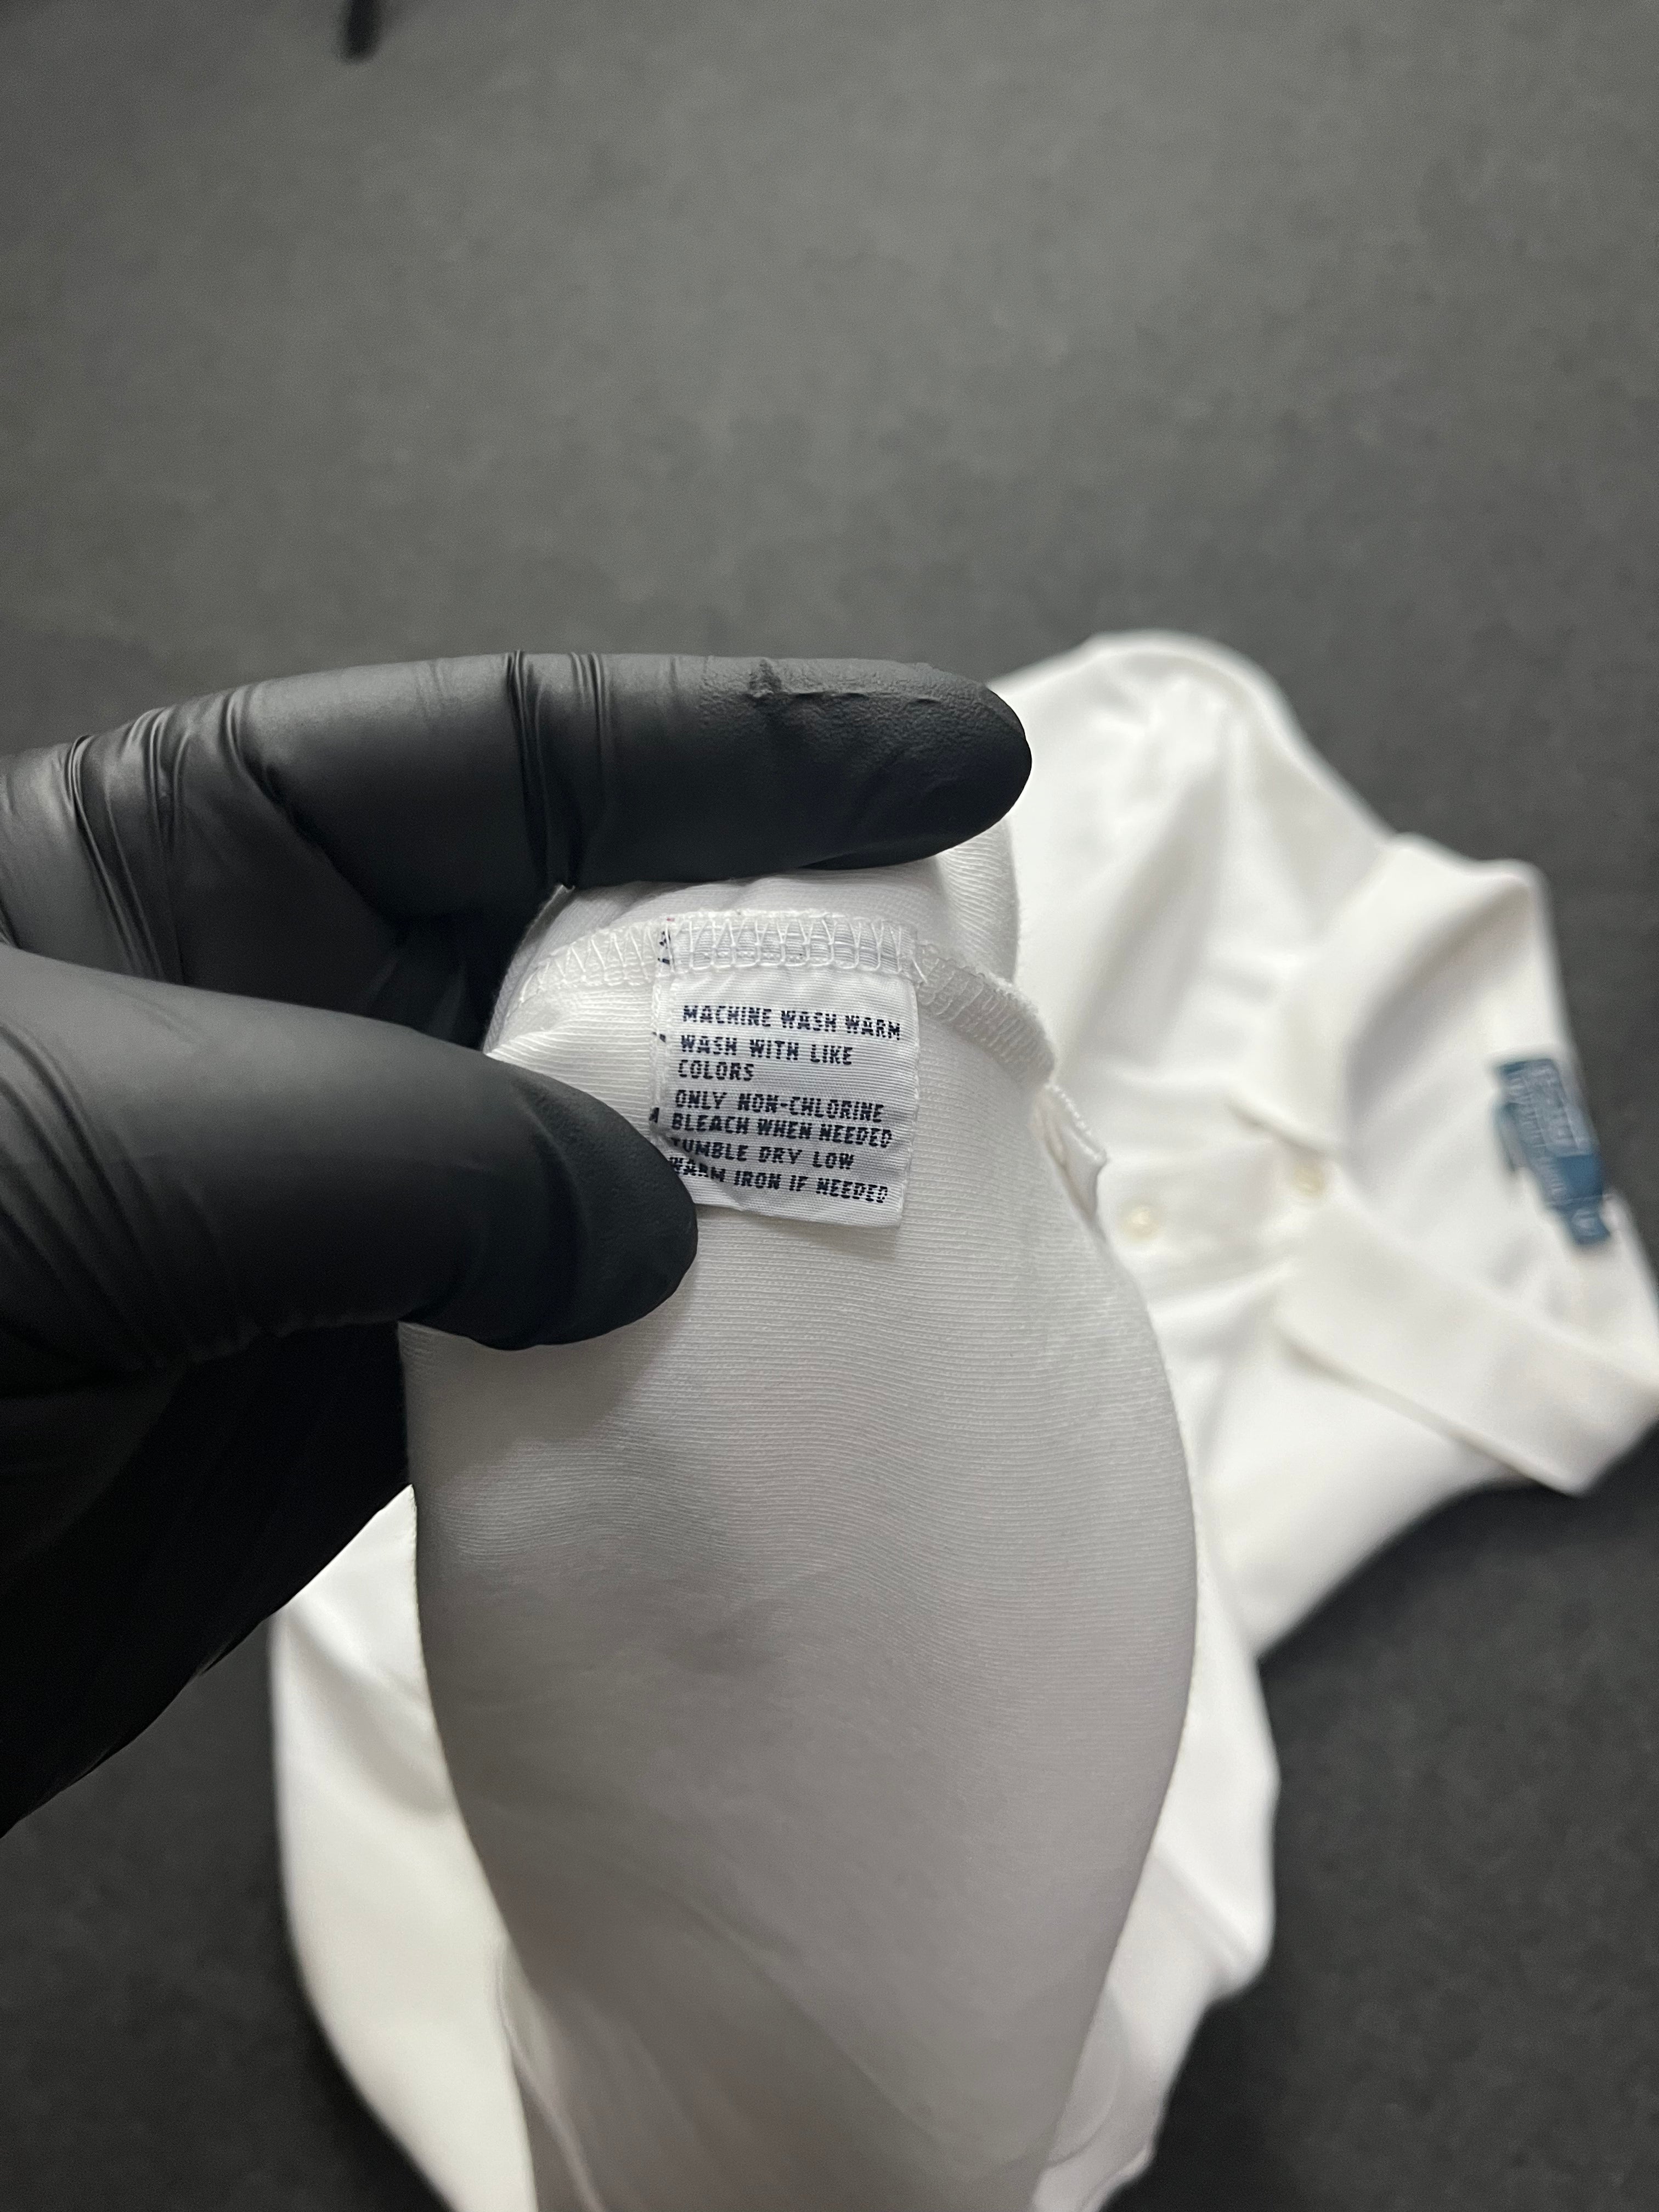 MACHINE WASH WARM
WASH WITH LIKE
COLORS
ONLY NON-CHLORINE
BLEACH WHEN NEEDED
TUMBLE DRY LOW
WARM IRON IF NEEDED